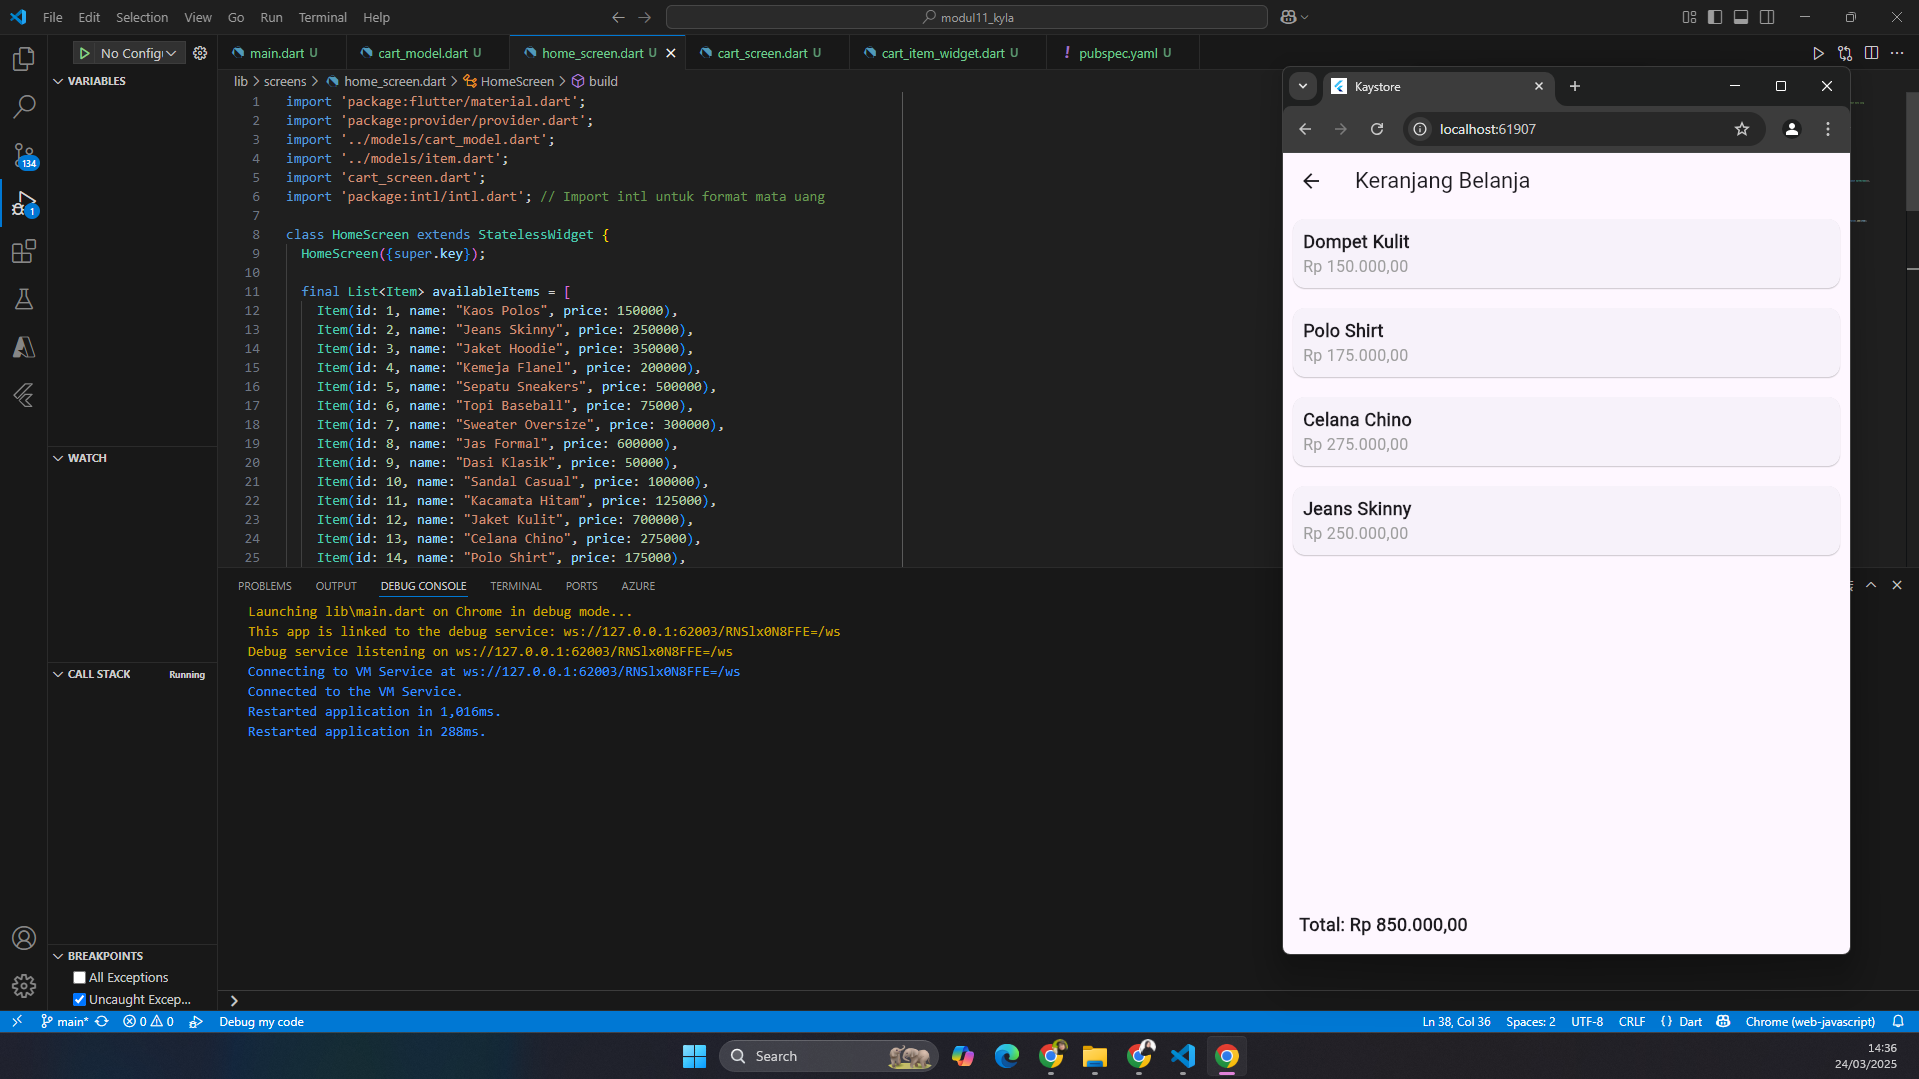 File Edit Selection View Go Run Terminal Help
modul11_kyla
No Config
main.dart U
cart_model.dart U
home_screen.dart U
cart_screen.dart U
cart_item_widget.dart U
! pubspec.yaml U
lib > screens > home_screen.dart > HomeScreen > build
VARIABLES
WATCH
CALL STACK Running
BREAKPOINTS
All Exceptions
Uncaught Excep...
134
1
1 import 'package:flutter/material.dart';
2 import 'package:provider/provider.dart';
3 import '../models/cart_model.dart';
4 import '../models/item.dart';
5 import 'cart_screen.dart';
6 import 'package:intl/intl.dart'; // Import intl untuk format mata uang
7
8 class HomeScreen extends StatelessWidget {
9 HomeScreen({super.key});
10
11 final List<Item> availableItems = [
12 Item(id: 1, name: "Kaos Polos", price: 150000),
13 Item(id: 2, name: "Jeans Skinny", price: 250000),
14 Item(id: 3, name: "Jaket Hoodie", price: 350000),
15 Item(id: 4, name: "Kemeja Flanel", price: 200000),
16 Item(id: 5, name: "Sepatu Sneakers", price: 500000),
17 Item(id: 6, name: "Topi Baseball", price: 75000),
18 Item(id: 7, name: "Sweater Oversize", price: 300000),
19 Item(id: 8, name: "Jas Formal", price: 600000),
20 Item(id: 9, name: "Dasi Klasik", price: 50000),
21 Item(id: 10, name: "Sandal Casual", price: 100000),
22 Item(id: 11, name: "Kacamata Hitam", price: 125000),
23 Item(id: 12, name: "Jaket Kulit", price: 700000),
24 Item(id: 13, name: "Celana Chino", price: 275000),
25 Item(id: 14, name: "Polo Shirt", price: 175000),
PROBLEMS OUTPUT DEBUG CONSOLE TERMINAL PORTS AZURE
Launching lib\main.dart on Chrome in debug mode...
This app is linked to the debug service: ws://127.0.0.1:62003/RNSlx0N8FFE=/ws
Debug service listening on ws://127.0.0.1:62003/RNSlx0N8FFE=/ws
Connecting to VM Service at ws://127.0.0.1:62003/RNSlx0N8FFE=/ws
Connected to the VM Service.
Restarted application in 1,016ms.
Restarted application in 288ms.
Kaystore
localhost:61907
Keranjang Belanja
Dompet Kulit
Rp 150.000,00
Polo Shirt
Rp 175.000,00
Celana Chino
Rp 275.000,00
Jeans Skinny
Rp 250.000,00
Total: Rp 850.000,00
main* 0 0 Debug my code
Ln 38, Col 36 Spaces: 2 UTF-8 CRLF {} Dart Chrome (web-javascript)
Search
14:36
24/03/2025